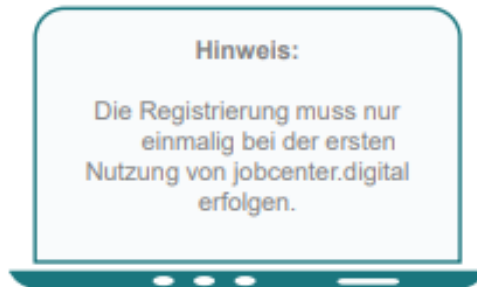 Hinweis:
Die Registrierung muss nur
einmalig bei der ersten
Nutzung von jobcenter.digital
erfolgen.